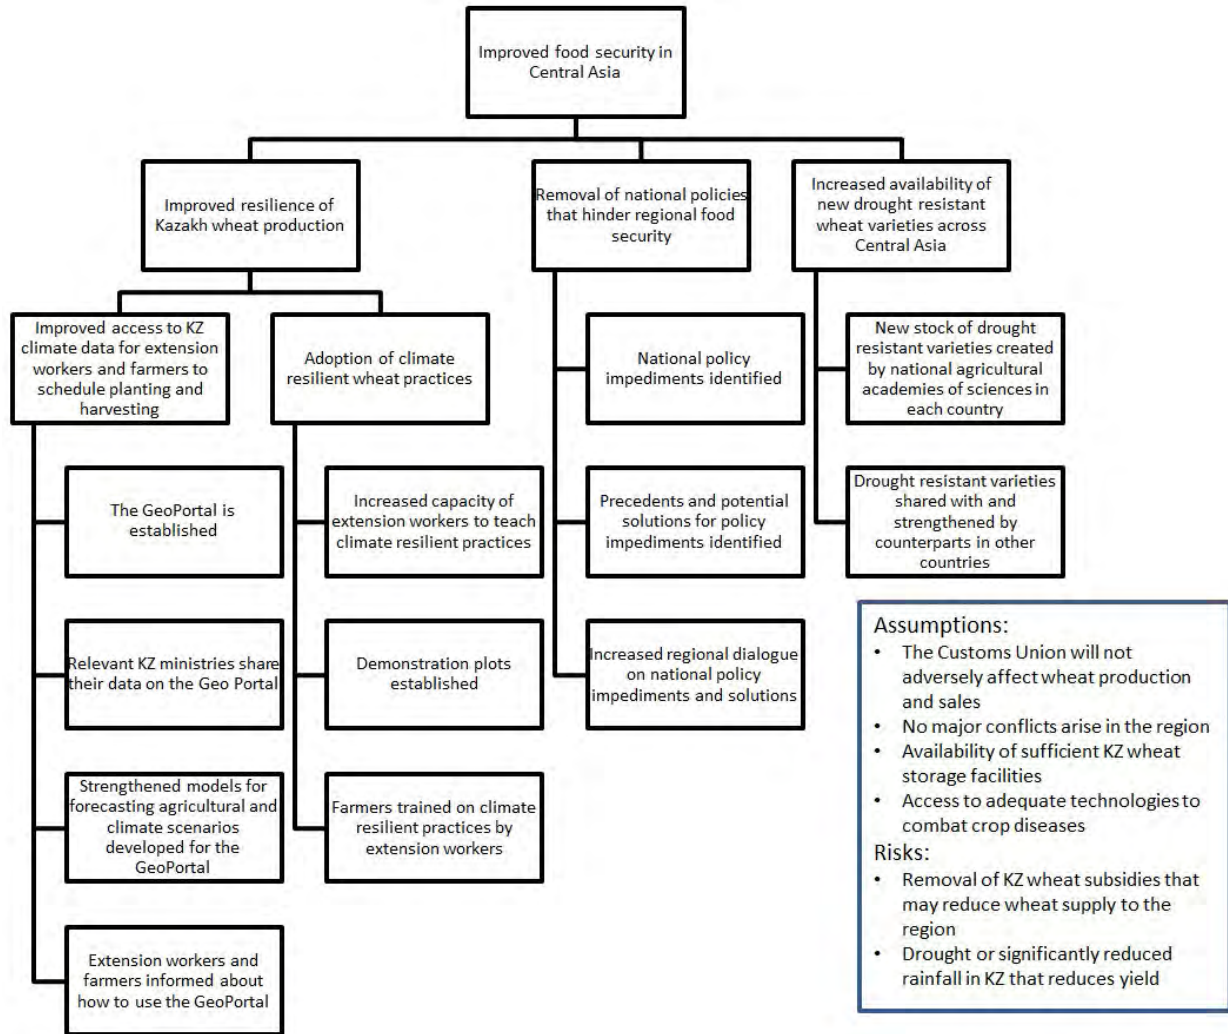 Improved food security in
Central Asia
Improved resilience of
Kazakh wheat production
Removal of national policies
that hinder regional food
security
Increased availability of
new drought resistant
wheat varieties across
Central Asia
Improved access to KZ
climate data for extension
workers and farmers to
schedule planting and
harvesting
Adoption of climate
resilient wheat practices
National policy
impediments identified
New stock of drought
resistant varieties created
by national agricultural
academies of sciences in
each country
The GeoPortal is
established
Increased capacity of
extension workers to teach
climate resilient practices
Precedents and potential
solutions for policy
impediments identified
Drought resistant varieties
shared with and
strengthened by
counterparts in other
countries
Relevant KZ ministries share
their data on the Geo Portal
Demonstration plots
established
Increased regional dialogue
on national policy
impediments and solutions
Strengthened models for
forecasting agricultural and
climate scenarios
developed for the
GeoPortal
Farmers trained on climate
resilient practices by
extension workers
Extension workers and
farmers informed about
how to use the GeoPortal
Assumptions:
• The Customs Union will not
adversely affect wheat production
and sales
• No major conflicts arise in the region
• Availability of sufficient KZ wheat
storage facilities
• Access to adequate technologies to
combat crop diseases
Risks:
• Removal of KZ wheat subsidies that
may reduce wheat supply to the
region
• Drought or significantly reduced
rainfall in KZ that reduces yield